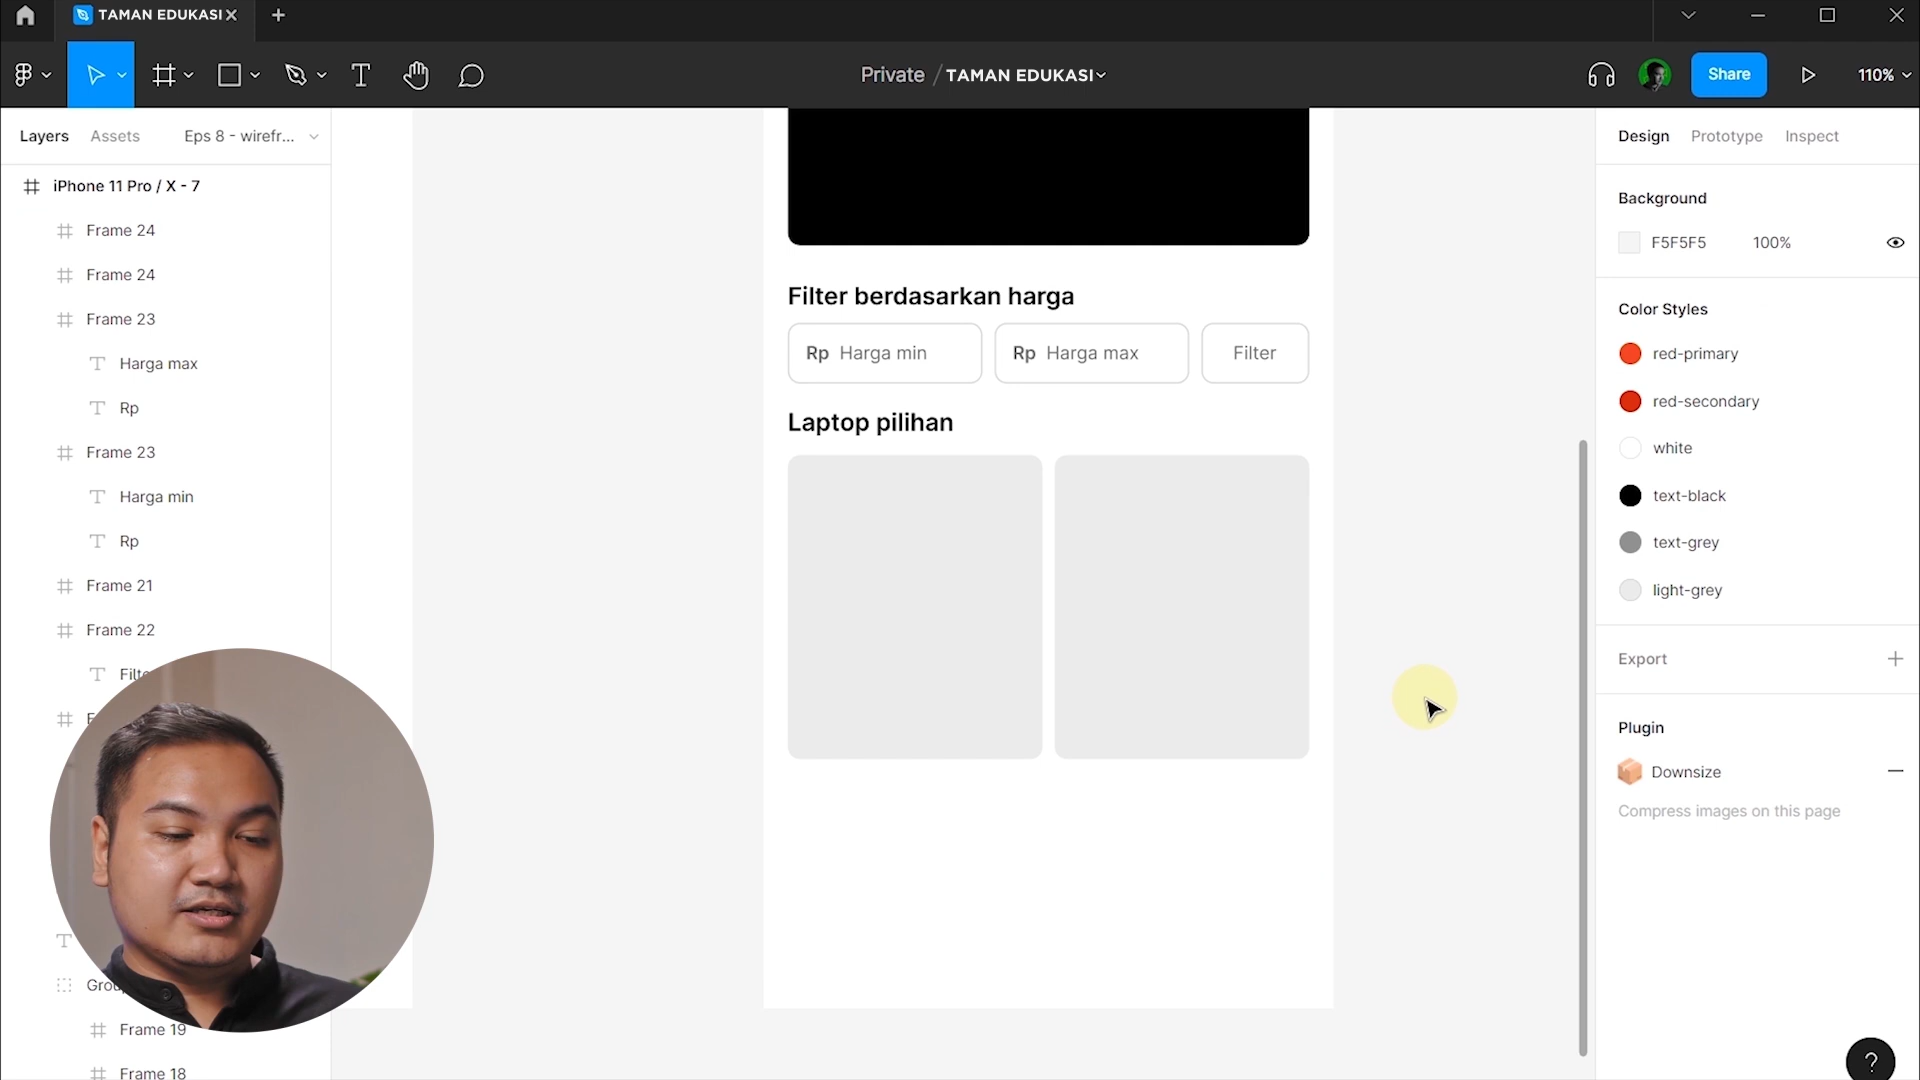 TAMAN EDUKASI
Private / TAMAN EDUKASI
Share
110%
Layers
Assets
Eps 8 - wirefr...
iPhone 11 Pro / X - 7
Frame 24
Frame 24
Frame 23
Harga max
Rp
Frame 23
Harga min
Rp
Frame 21
Frame 22
Frame 19
Frame 18
Filter berdasarkan harga
Rp Harga min
Rp Harga max
Filter
Laptop pilihan
Design
Prototype
Inspect
Background
F5F5F5
100%
Color Styles
red-primary
red-secondary
white
text-black
text-grey
light-grey
Export
Plugin
Downsize
Compress images on this page
?